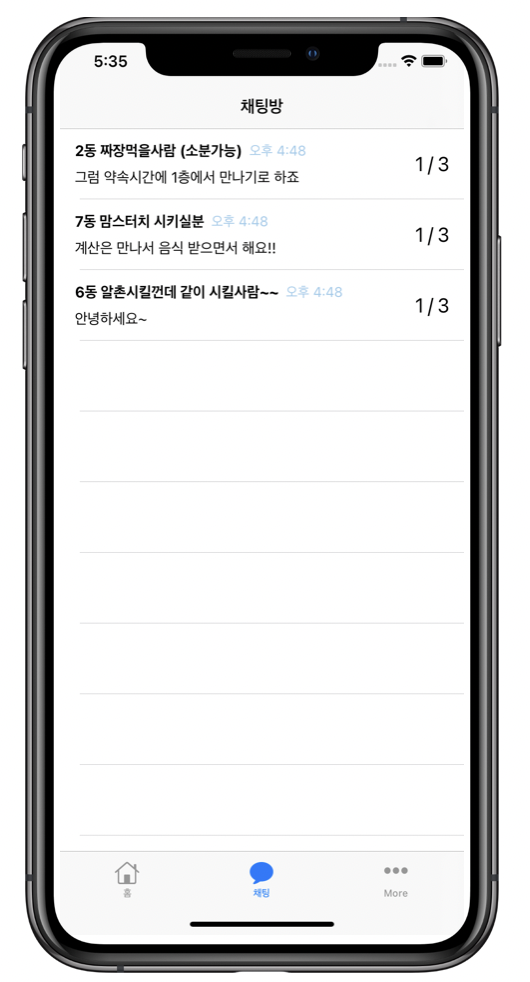 5:35
채팅방
2동 짜장먹을사람 (소분가능) 오후 4:48
그럼 약속시간에 1층에서 만나기로 하죠
1/3
7동 맘스터치 시키실분 오후 4:48
계산은 만나서 음식 받으면서 해요!!
1/3
6동 알촌시킬껀데 같이 시킬사람~~ 오후 4:48
안녕하세요~
1/3
홈
채팅
More